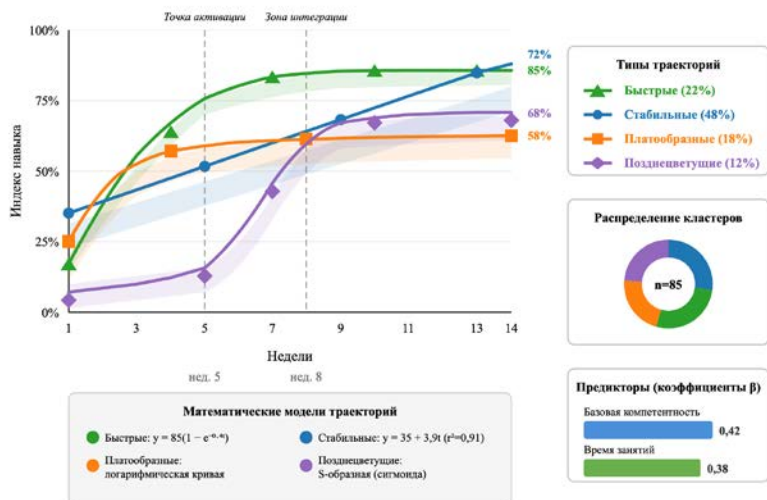 Точка активации
Зона интеграции
100%
75%
50%
25%
0%
Индекс навыка
72%
85%
68%
58%
1
3
5
7
9
11
13
14
Недели
нед. 5
нед. 8
Типы траекторий
Быстрые (22%)
Стабильные (48%)
Платообразные (18%)
Позднецветущие (12%)
Распределение кластеров
n=85
Математические модели траекторий
Быстрые: y = 85(1 − e⁻⁰·⁴ᵗ)
Стабильные: y = 35 + 3,9t (r²=0,91)
Платообразные:
логарифмическая кривая
Позднецветущие:
S-образная (сигмоида)
Предикторы (коэффициенты β)
Базовая компетентность
0,42
Время занятий
0,38